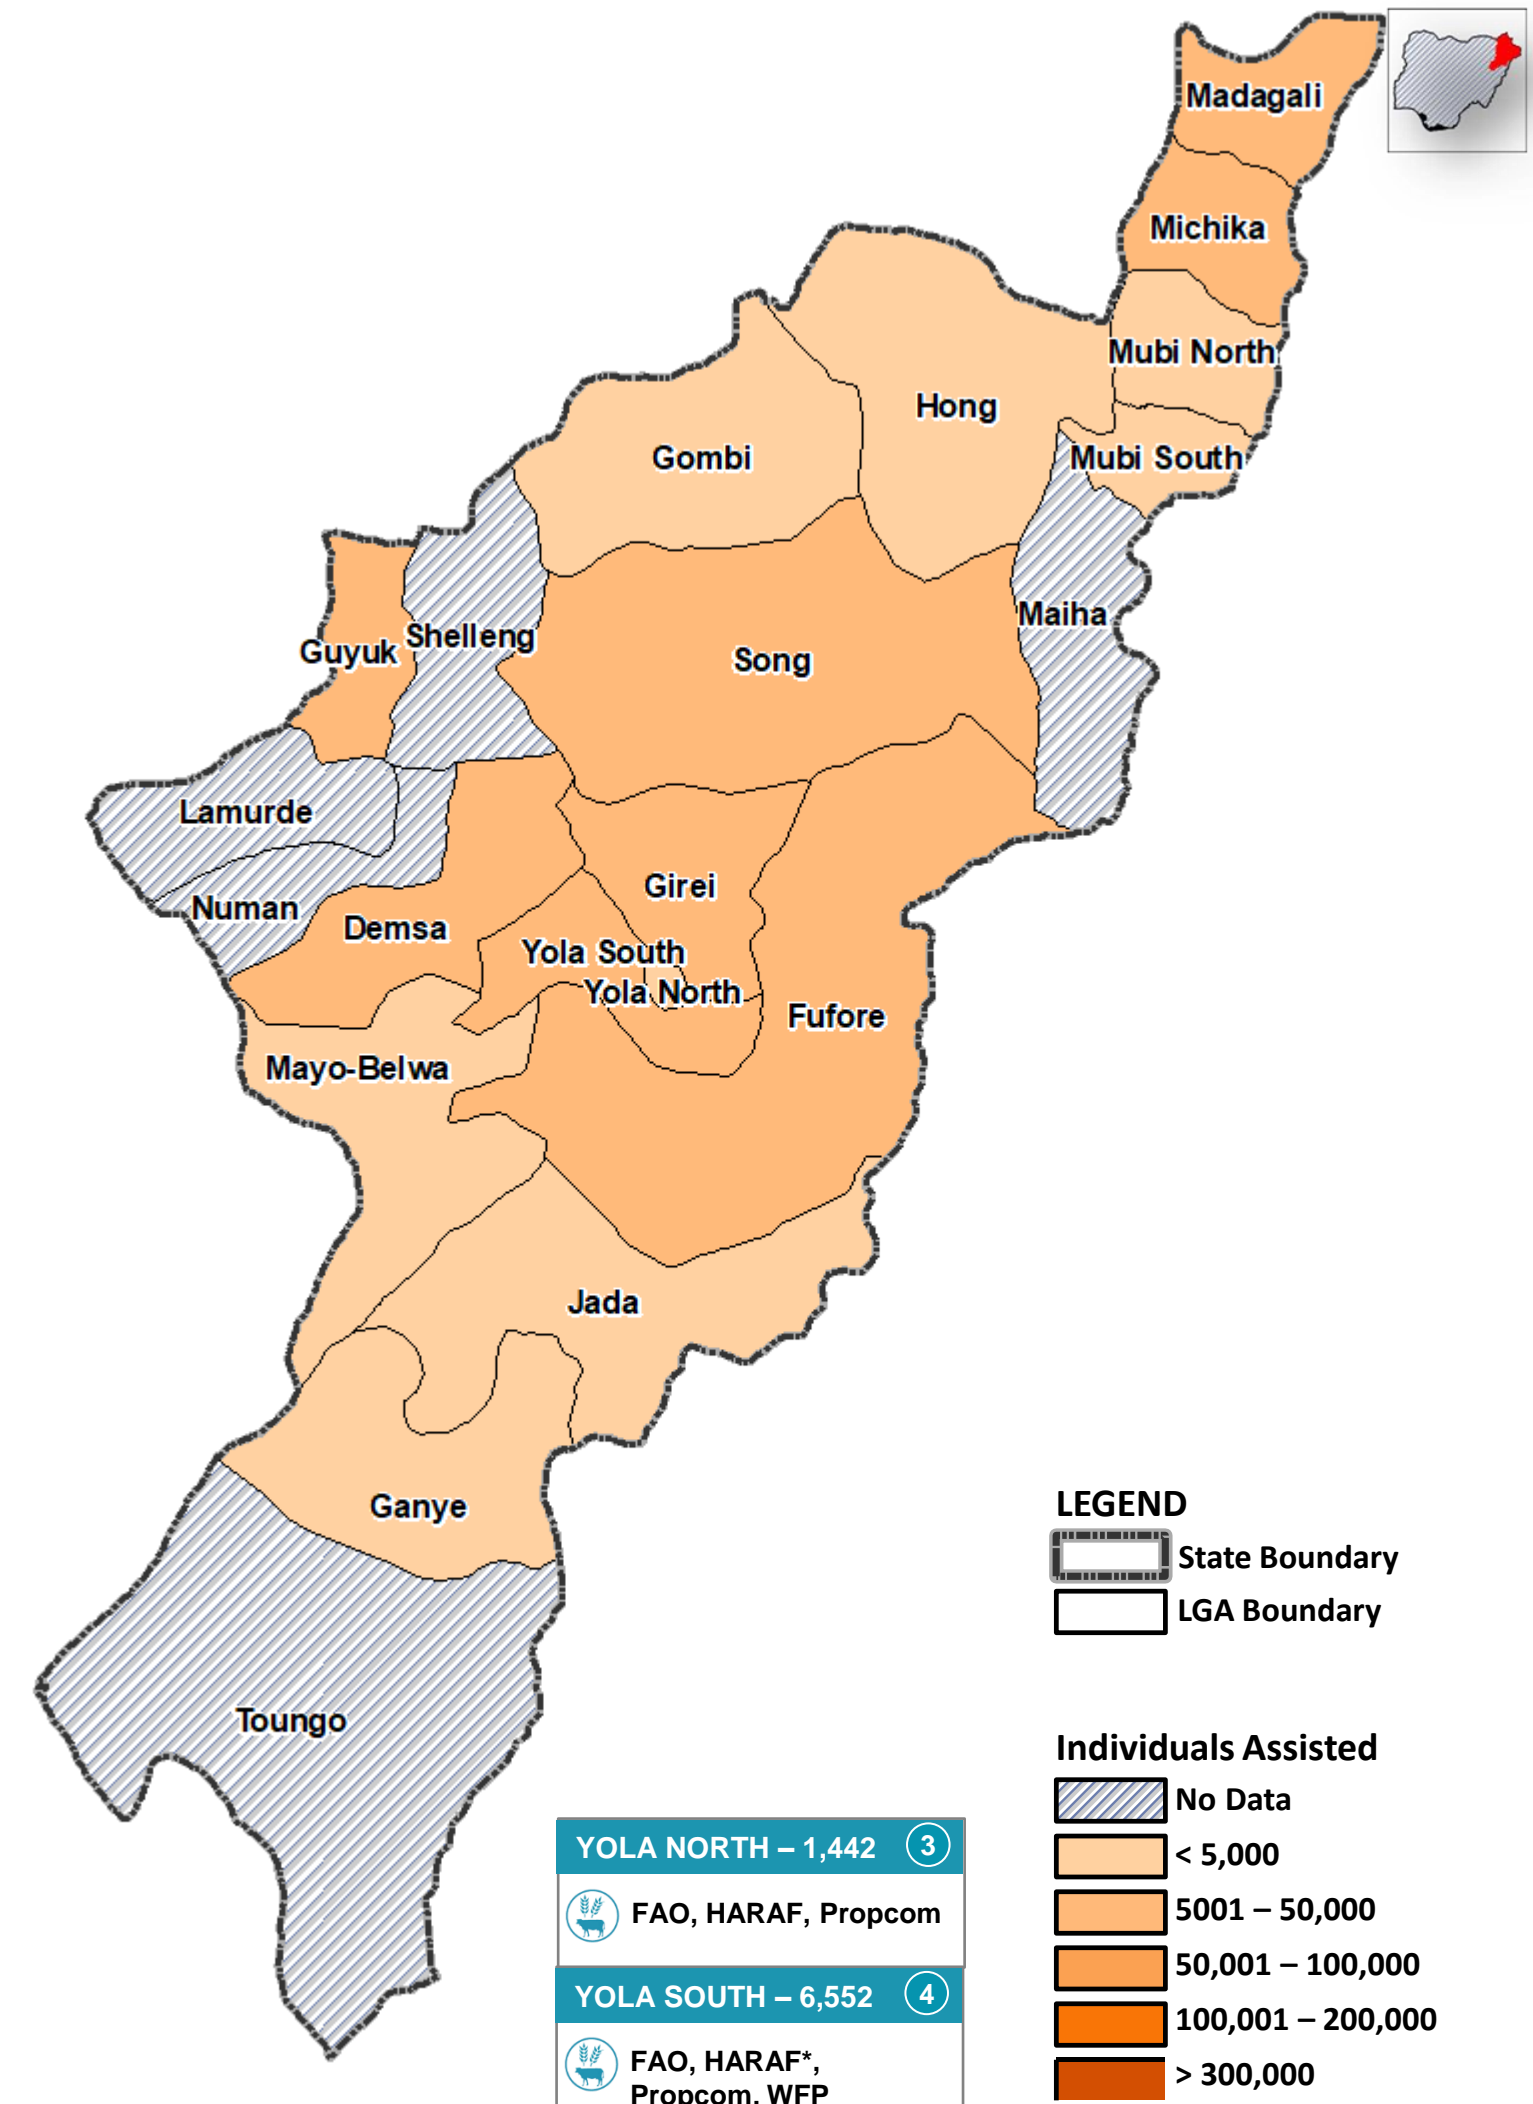 Madagali
Michika
Mubi North
Hong
Gombi
Mubi South
Maiha
Shelleng
Guyuk
Song
Lamurde
Girei
Numan
Demsa
Yola South
Yola North
Fufore
Mayo-Belwa
Jada
Ganye
Toungo
LEGEND
State Boundary
LGA Boundary
Individuals Assisted
No Data
< 5,000
5001 – 50,000
50,001 – 100,000
100,001 – 200,000
> 300,000
YOLA NORTH – 1,442 3
FAO, HARAF, Propcom
YOLA SOUTH – 6,552 4
FAO, HARAF*,
Propcom, WFP